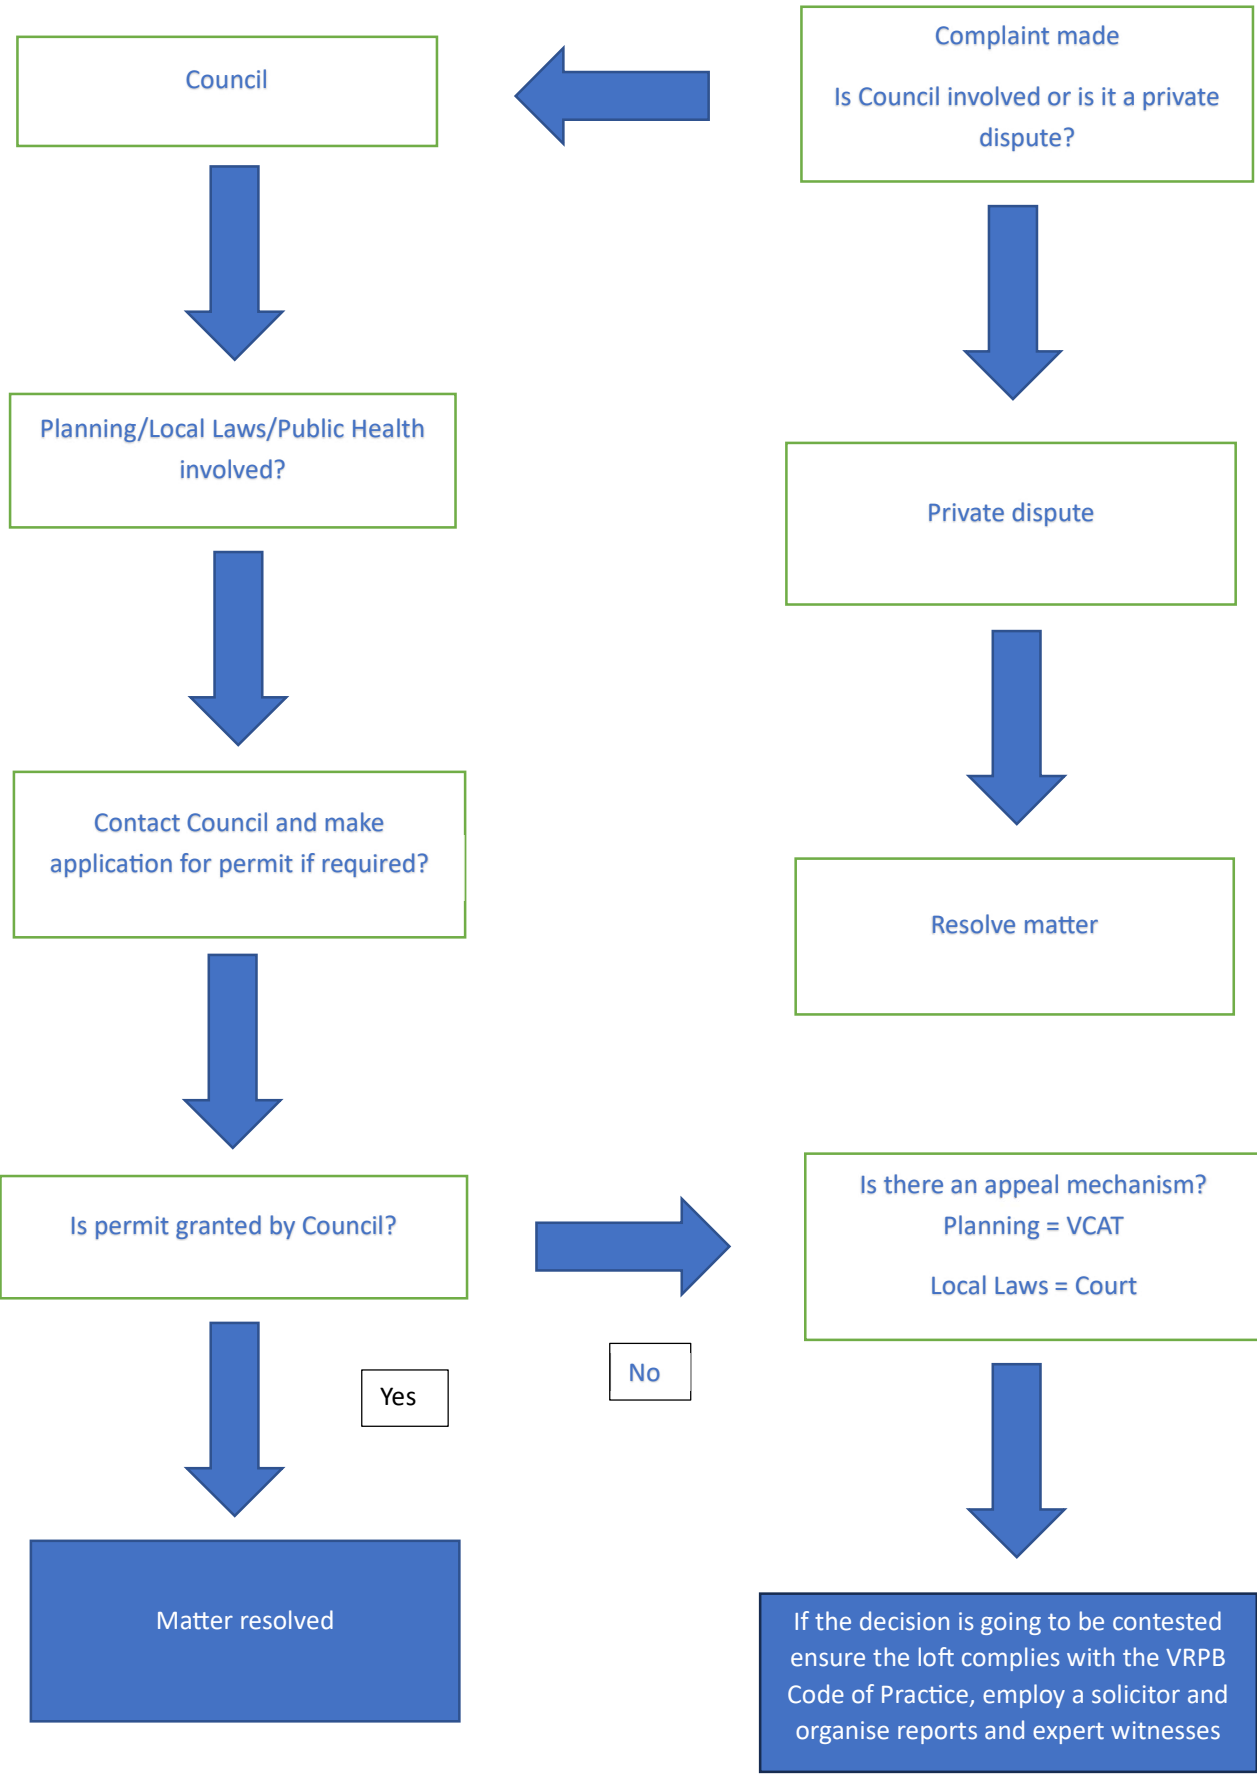 Complaint made
Is Council involved or is it a private
dispute?
Council
Planning/Local Laws/Public Health
involved?
Private dispute
Contact Council and make
application for permit if required?
Resolve matter
Is permit granted by Council?
Is there an appeal mechanism?
Planning = VCAT
Local Laws = Court
No
Yes
Matter resolved
If the decision is going to be contested
ensure the loft complies with the VRPB
Code of Practice, employ a solicitor and
organise reports and expert witnesses